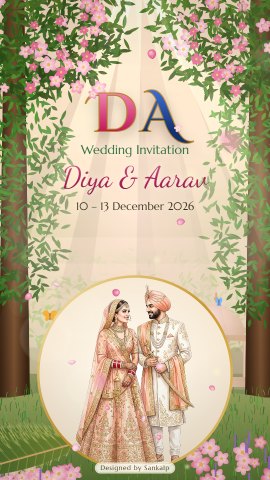 DA
Wedding Invitation
Diya & Aarav
10 – 13 December 2026
Designed by Sankalp